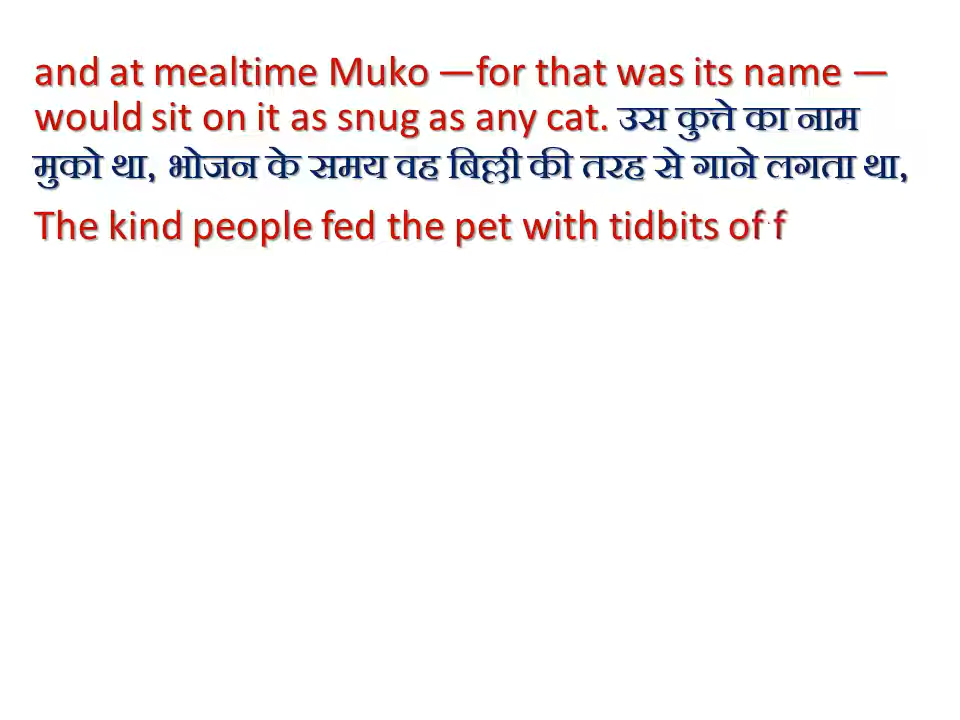 and at mealtime Muko —for that was its name —
would sit on it as snug as any cat. उस कुत्ते का नाम
मुको था, भोजन के समय वह बिल्ली की तरह से गाने लगता था,
The kind people fed the pet with tidbits of f